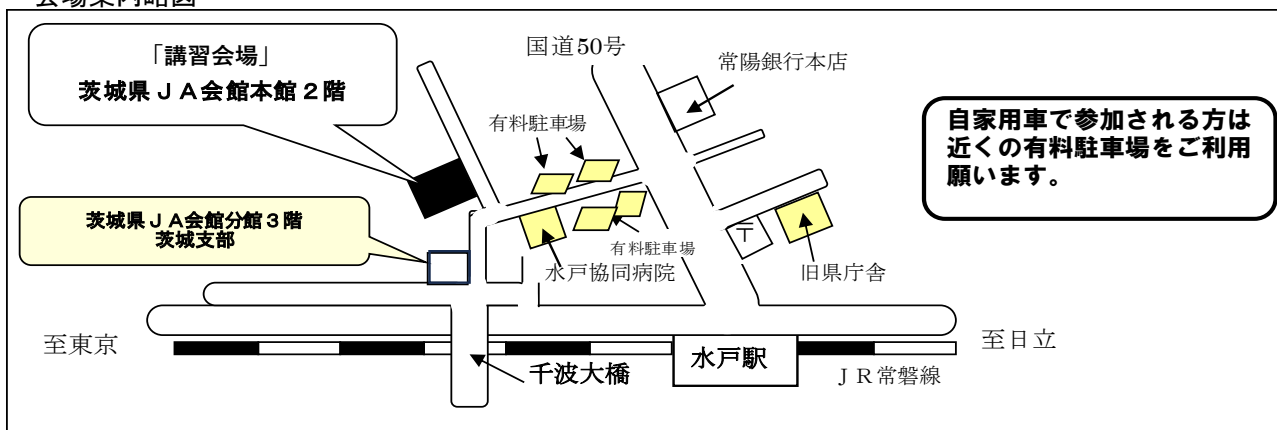 会場案内略図
「講習会場」
茨城県ＪＡ会館本館２階
国道50号
常陽銀行本店
有料駐車場
自家用車で参加される方は
近くの有料駐車場をご利用
願います。
茨城県ＪＡ会館分館３階
茨城支部
〒
有料駐車場
水戸協同病院
旧県庁舎
至東京
至日立
水戸駅
千波大橋
ＪＲ常磐線